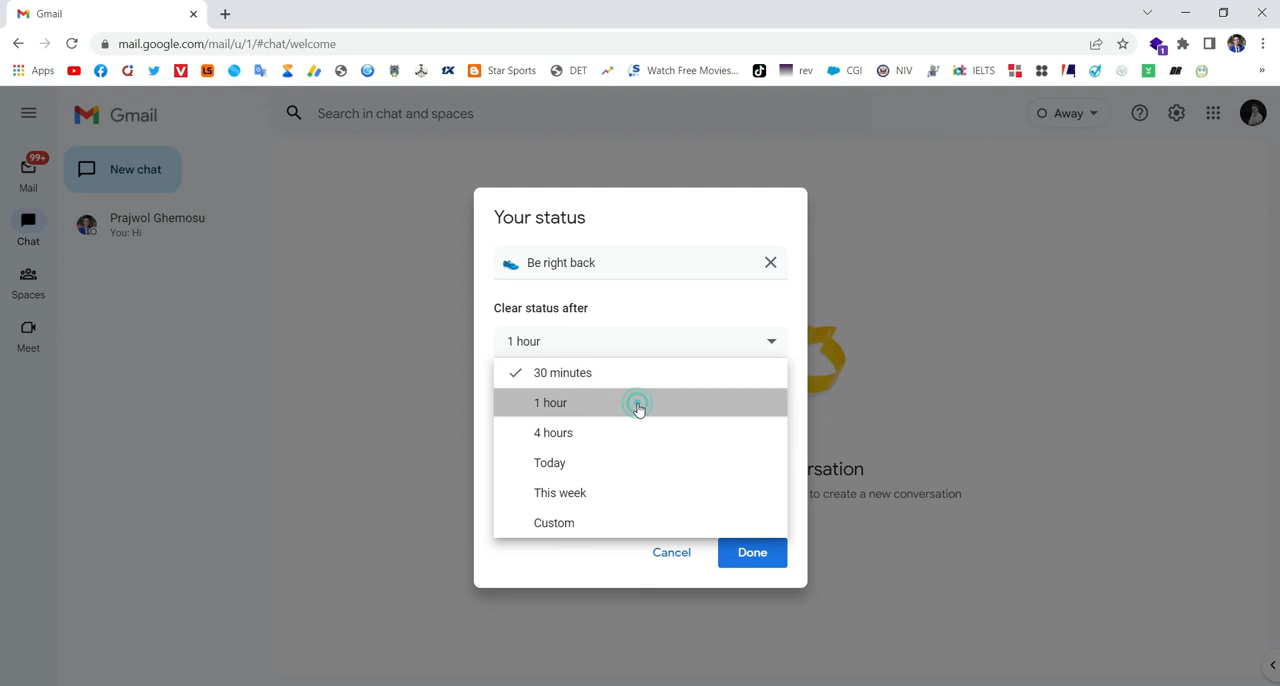 Gmail
mail.google.com/mail/u/1/#chat/welcome
Apps
Star Sports
DET
Watch Free Movies...
rev
CGI
NIV
IELTS
»
Gmail
Search in chat and spaces
Away
99+
Mail
New chat
Chat
Prajwol Ghemosu
You: Hi
Spaces
Meet
Your status
Be right back
Clear status after
1 hour
30 minutes
1 hour
4 hours
Today
This week
Custom
Cancel
Done
rsation
to create a new conversation